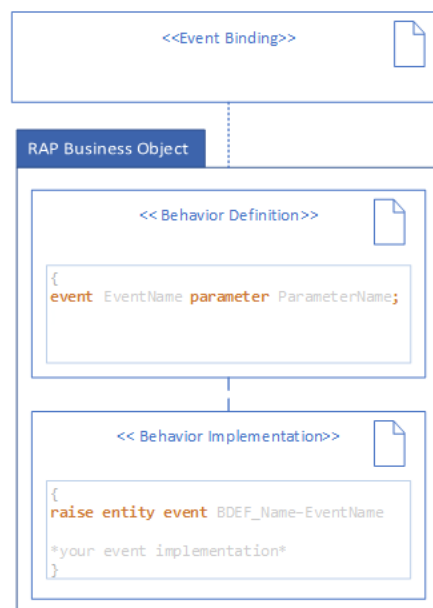 <<Event Binding>>
RAP Business Object
<< Behavior Definition>>
{
event EventName parameter ParameterName;
<< Behavior Implementation>>
{
raise entity event BDEF_Name-EventName
*your event implementation*
}